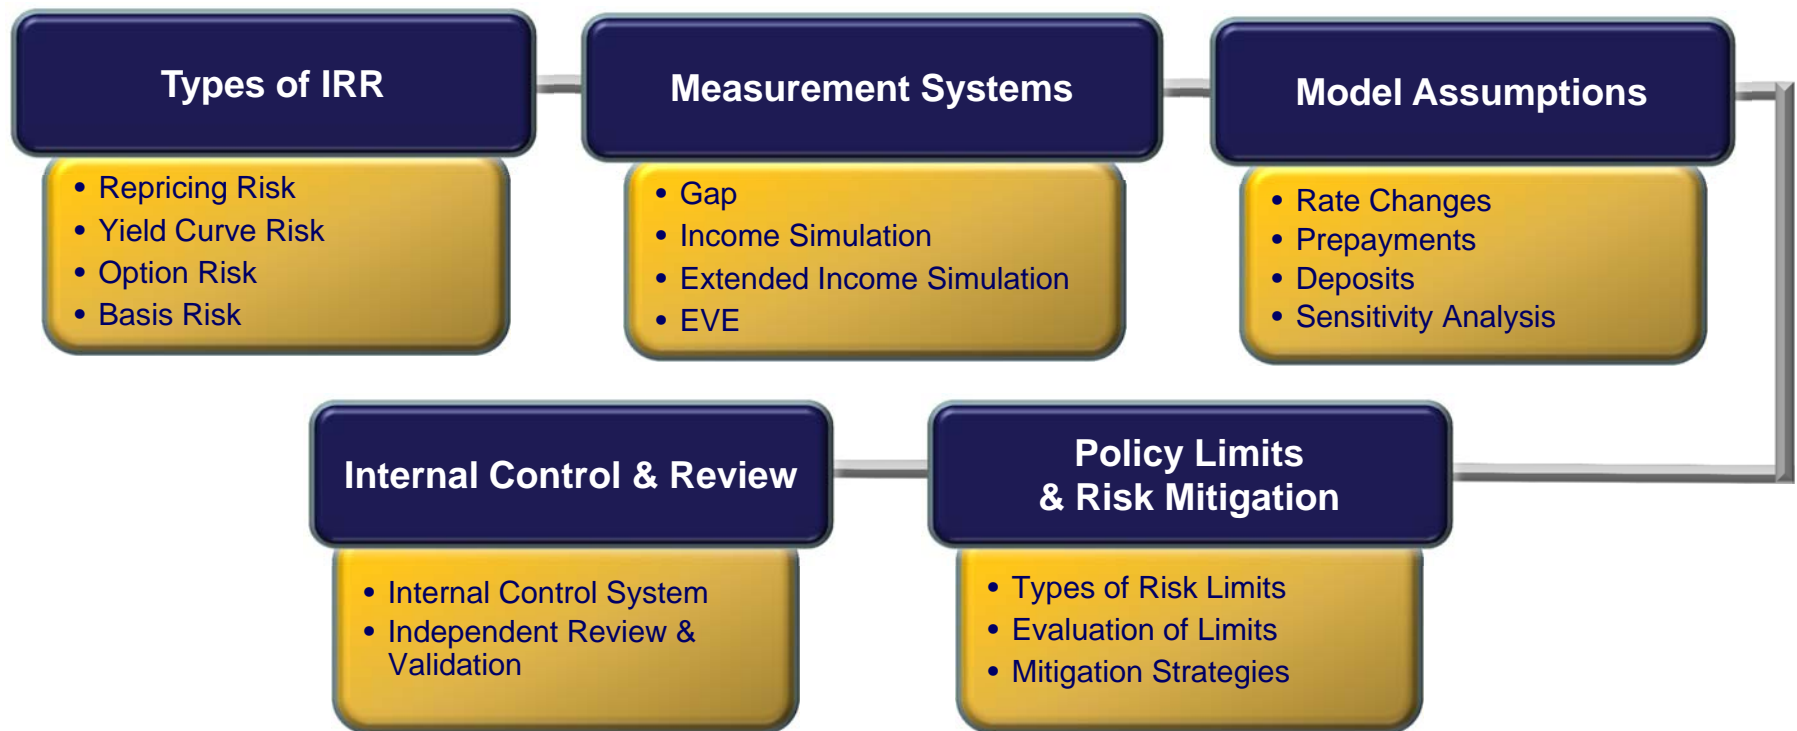 Types of IRR
• Repricing Risk
• Yield Curve Risk
• Option Risk
• Basis Risk
Measurement Systems
• Gap
• Income Simulation
• Extended Income Simulation
• EVE
Model Assumptions
• Rate Changes
• Prepayments
• Deposits
• Sensitivity Analysis
Policy Limits
& Risk Mitigation
• Types of Risk Limits
• Evaluation of Limits
• Mitigation Strategies
Internal Control & Review
• Internal Control System
• Independent Review &
Validation